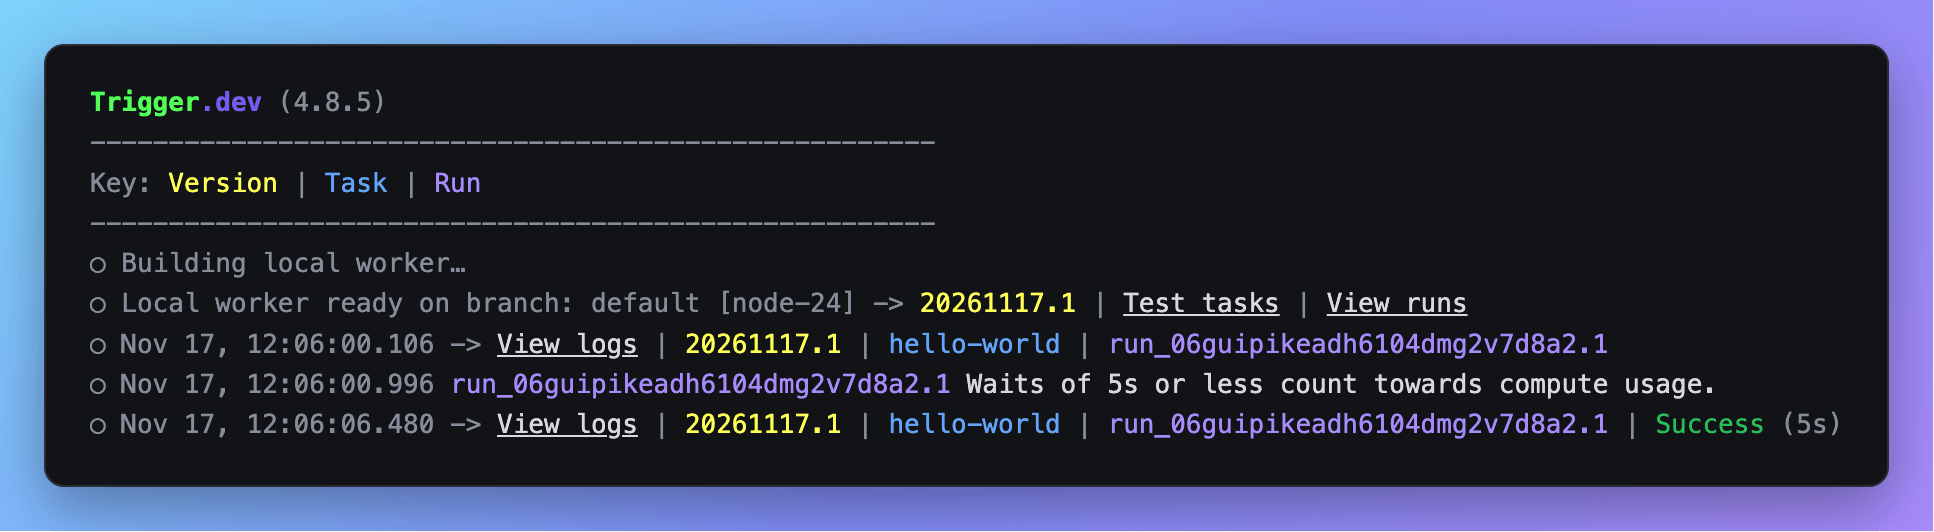 Trigger.dev (4.8.5)
------------------------------------------------------
Key: Version | Task | Run
------------------------------------------------------
○ Building local worker…
○ Local worker ready on branch: default [node-24] -> 20261117.1 | Test tasks | View runs
○ Nov 17, 12:06:00.106 -> View logs | 20261117.1 | hello-world | run_06guipikeadh6104dmg2v7d8a2.1
○ Nov 17, 12:06:00.996 run_06guipikeadh6104dmg2v7d8a2.1 Waits of 5s or less count towards compute usage.
○ Nov 17, 12:06:06.480 -> View logs | 20261117.1 | hello-world | run_06guipikeadh6104dmg2v7d8a2.1 | Success (5s)